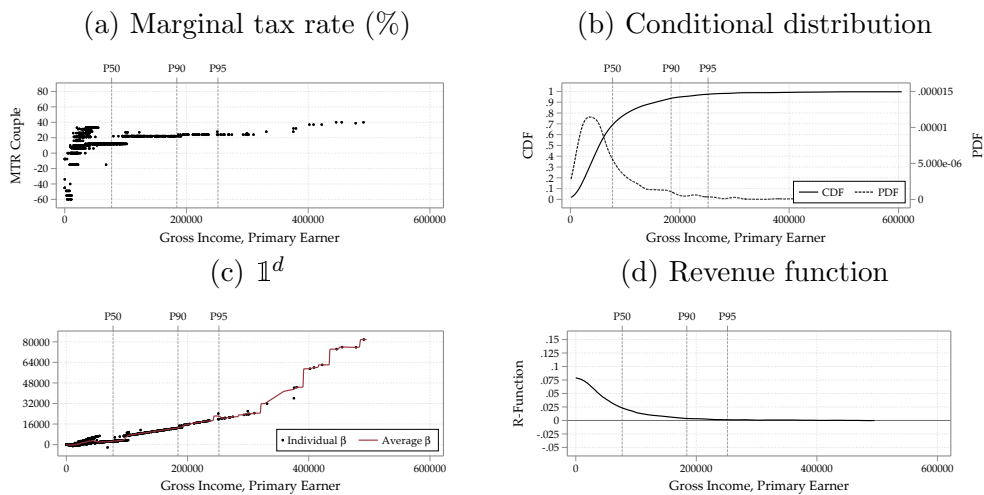 (a) Marginal tax rate (%)
P50 P90 P95
MTR Couple
80
60
40
20
0
-20
-40
-60
0 200000 400000 600000
Gross Income, Primary Earner
(b) Conditional distribution
P50 P90 P95
CDF
1
.9
.8
.7
.6
.5
.4
.3
.2
.1
0
.000015
.00001
5.000e-06
0
PDF
CDF PDF
0 200000 400000 600000
Gross Income, Primary Earner
(c) 𝟙^d
P50 P90 P95
80000
64000
48000
32000
16000
0
Individual β Average β
0 200000 400000 600000
Gross Income, Primary Earner
(d) Revenue function
P50 P90 P95
R-Function
.15
.125
.1
.075
.05
.025
0
-.025
-.05
0 200000 400000 600000
Gross Income, Primary Earner